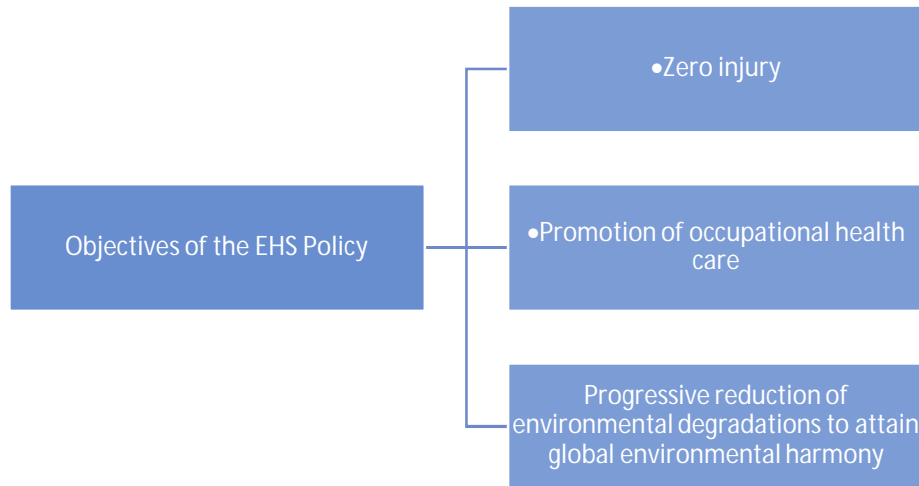 Objectives of the EHS Policy
•Zero injury
•Promotion of occupational health
care
Progressive reduction of
environmental degradations to attain
global environmental harmony